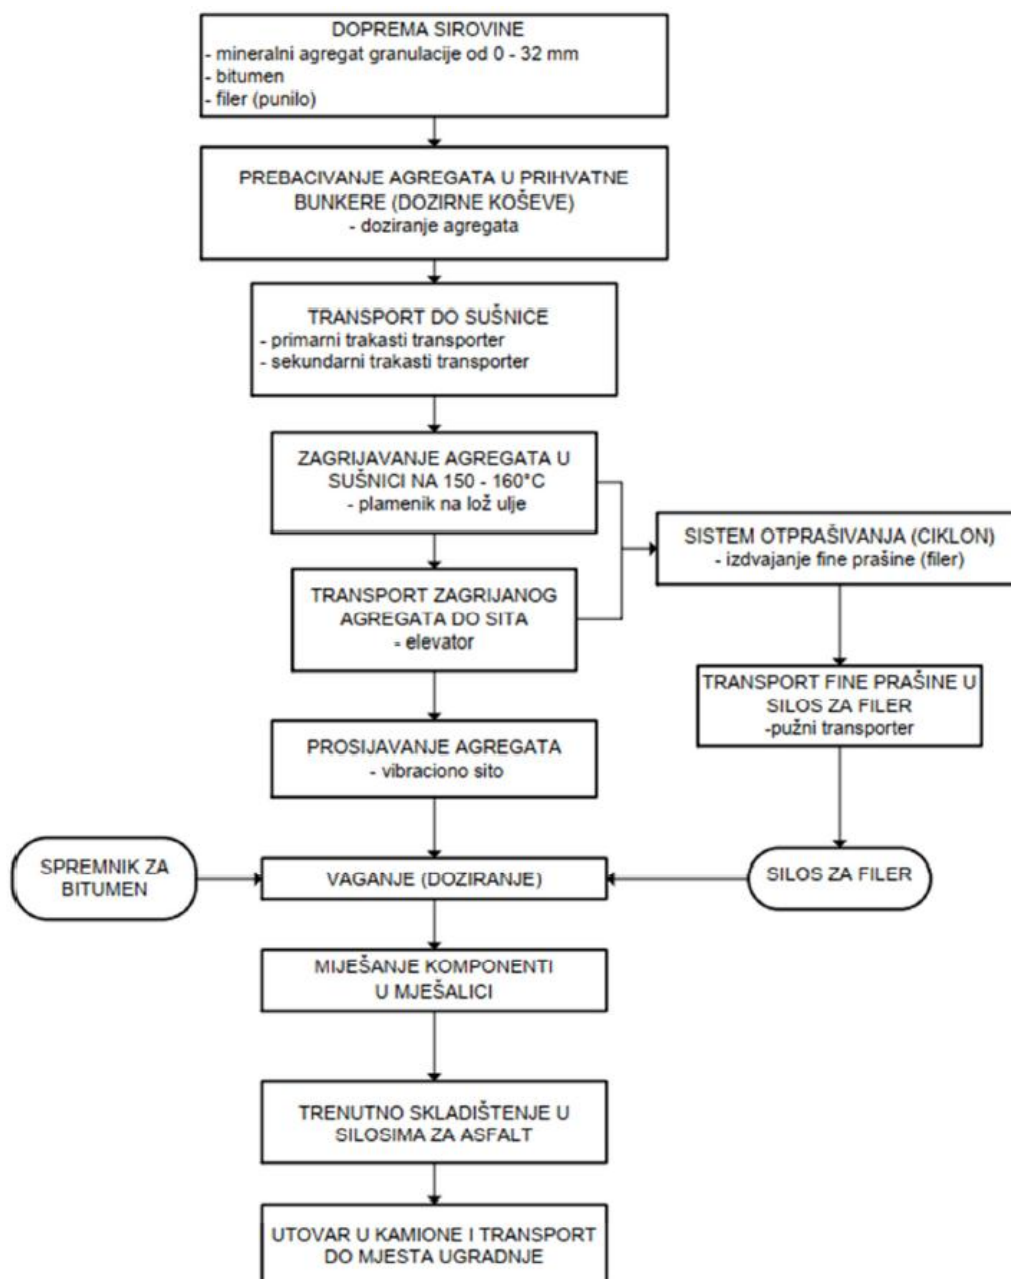 DOPREMA SIROVINE
- mineralni agregat granulacije od 0 - 32 mm
- bitumen
- filer (punilo)
PREBACIVANJE AGREGATA U PRIHVATNE
BUNKERE (DOZIRNE KOŠEVE)
- doziranje agregata
TRANSPORT DO SUŠNICE
- primarni trakasti transporter
- sekundarni trakasti transporter
ZAGRIJAVANJE AGREGATA U
SUŠNICI NA 150 - 160°C
- plamenik na lož ulje
SISTEM OTPRAŠIVANJA (CIKLON)
- izdvajanje fine prašine (filer)
TRANSPORT ZAGRIJANOG
AGREGATA DO SITA
- elevator
TRANSPORT FINE PRAŠINE U
SILOS ZA FILER
-pužni transporter
PROSIJAVANJE AGREGATA
- vibraciono sito
SPREMNIK ZA
BITUMEN
VAGANJE (DOZIRANJE)
SILOS ZA FILER
MIJEŠANJE KOMPONENTI
U MJEŠALICI
TRENUTNO SKLADIŠTENJE U
SILOSIMA ZA ASFALT
UTOVAR U KAMIONE I TRANSPORT
DO MJESTA UGRADNJE